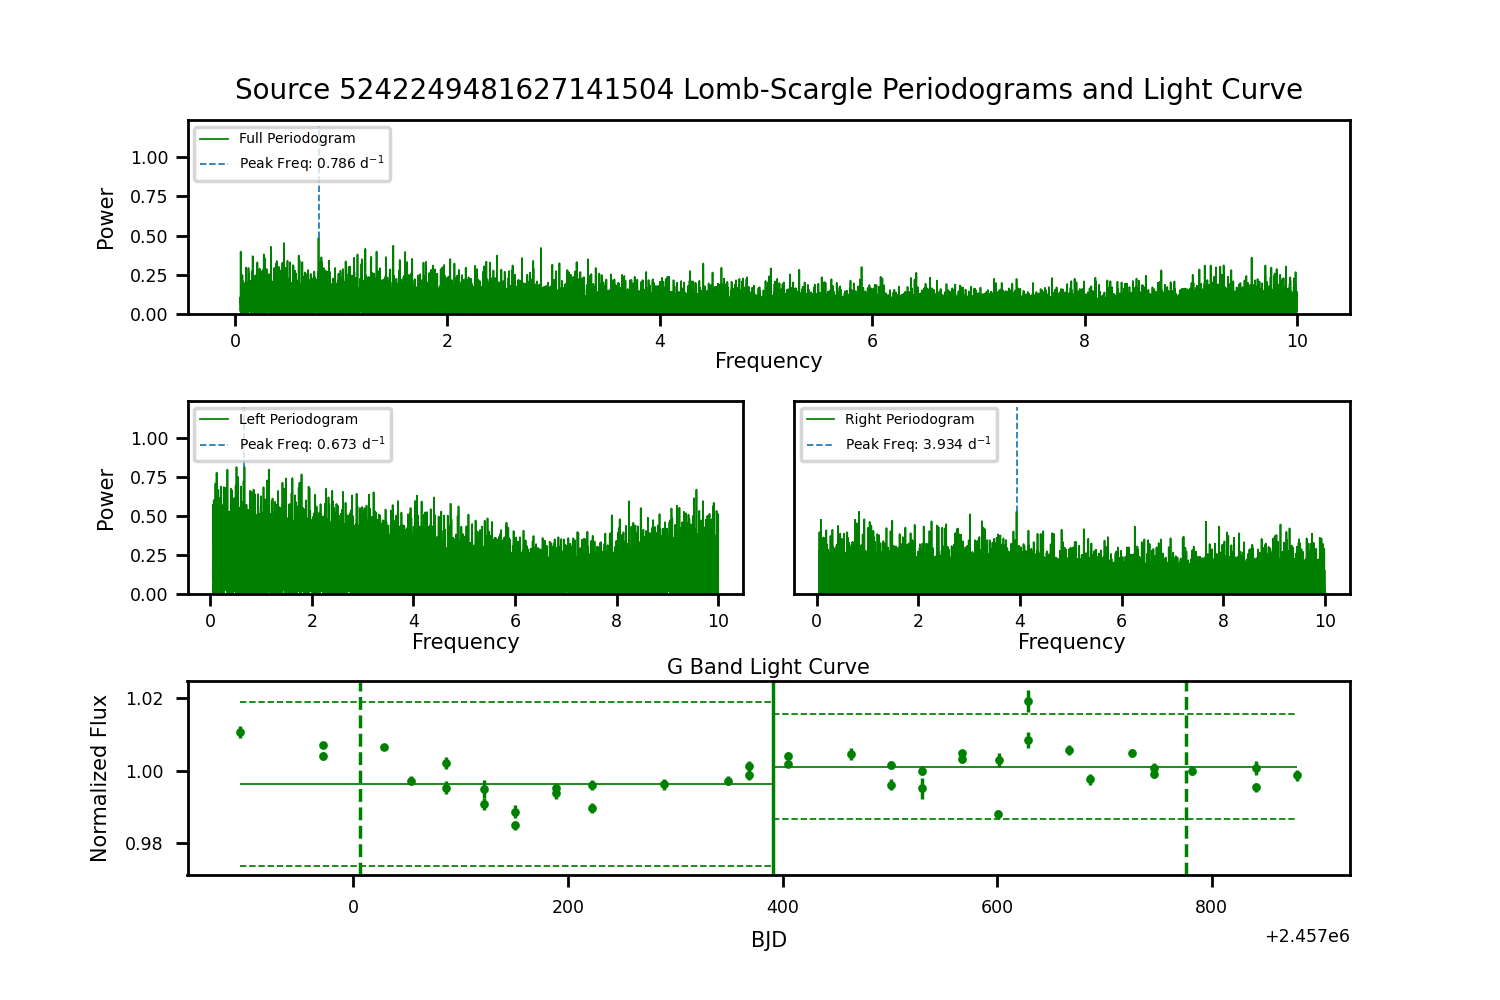 Source 5242249481627141504 Lomb-Scargle Periodograms and Light Curve
Full Periodogram
Peak Freq: 0.786 d⁻¹
1.00
0.75
0.50
0.25
0.00
Power
0 2 4 6 8 10
Frequency
Left Periodogram
Peak Freq: 0.673 d⁻¹
1.00
0.75
0.50
0.25
0.00
Power
0 2 4 6 8 10
Frequency
Right Periodogram
Peak Freq: 3.934 d⁻¹
0 2 4 6 8 10
Frequency
G Band Light Curve
1.02
1.00
0.98
Normalized Flux
0 200 400 600 800
BJD
+2.457e6